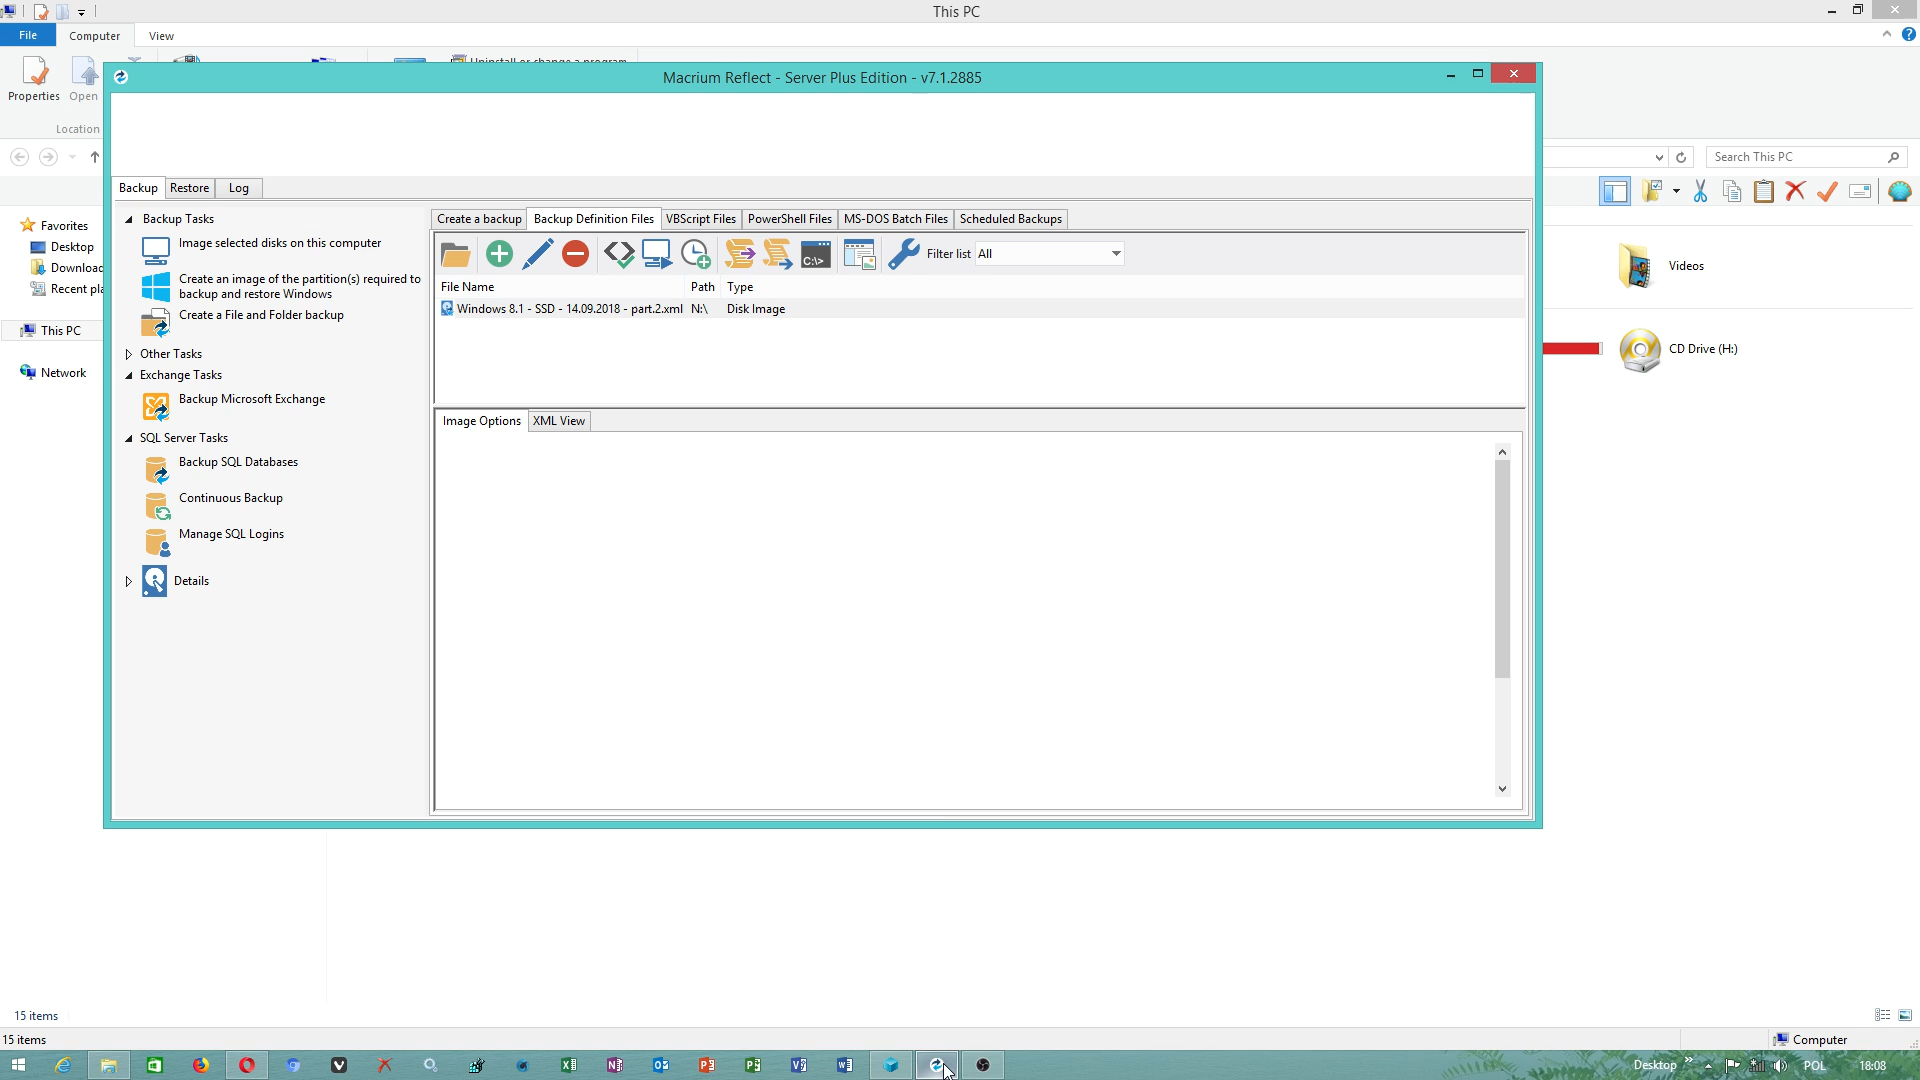 This PC
File
Computer
View
Properties
Open
Location
Macrium Reflect - Server Plus Edition - v7.1.2885
Search This PC
Backup
Restore
Log
Favorites
Desktop
Recent pla
This PC
Network
Backup Tasks
Image selected disks on this computer
Create an image of the partition(s) required to
backup and restore Windows
Create a File and Folder backup
Other Tasks
Exchange Tasks
Backup Microsoft Exchange
SQL Server Tasks
Backup SQL Databases
Continuous Backup
Manage SQL Logins
Details
Create a backup
Backup Definition Files
VBScript Files
PowerShell Files
MS-DOS Batch Files
Scheduled Backups
C:\>
Filter list
All
File Name
Path
Type
Windows 8.1 - SSD - 14.09.2018 - part.2.xml
N:\
Disk Image
Image Options
XML View
Videos
CD Drive (H:)
15 items
15 items
Computer
Desktop
POL
18:08